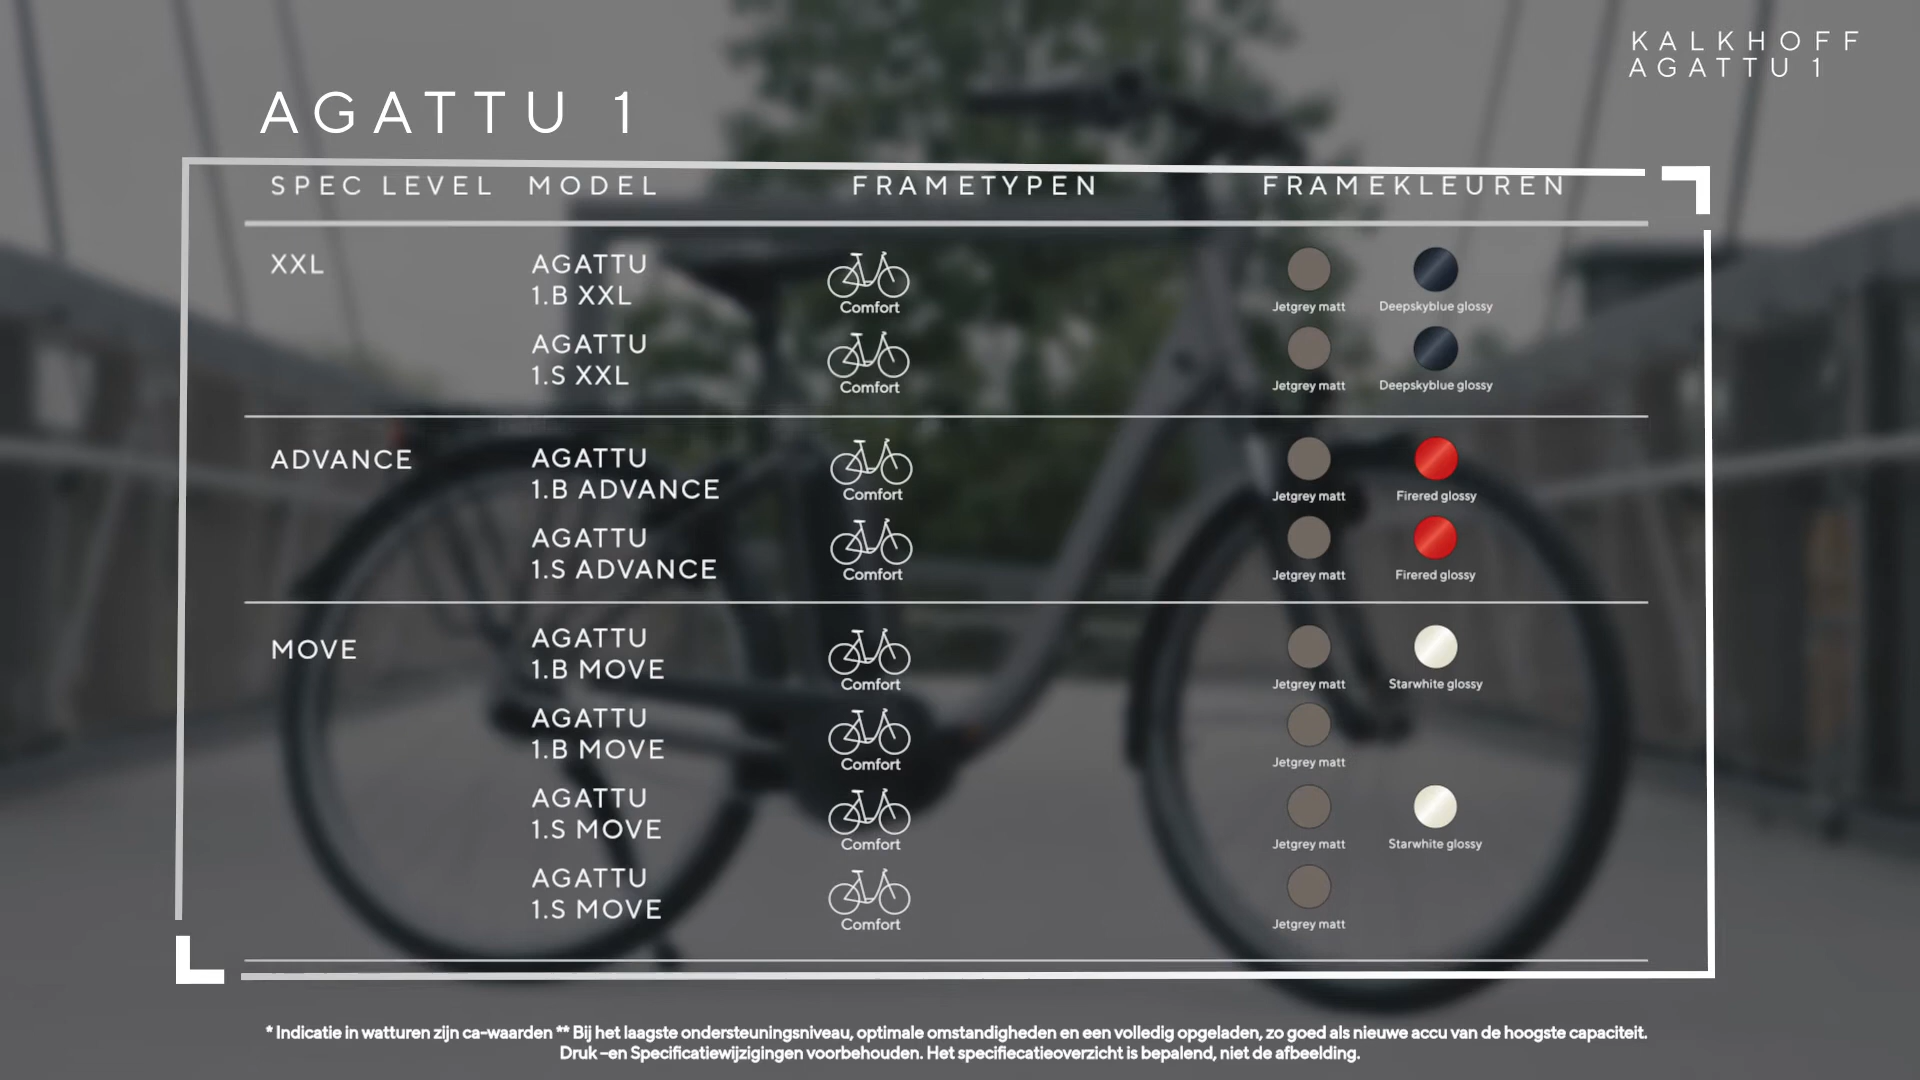 KALKHOFF
AGATTU 1
AGATTU 1
SPEC LEVEL MODEL FRAMETYPEN FRAMEKLEUREN
XXL
AGATTU
1.B XXL
Comfort
Jetgrey matt Deepskyblue glossy
AGATTU
1.S XXL
Comfort
Jetgrey matt Deepskyblue glossy
ADVANCE
AGATTU
1.B ADVANCE
Comfort
Jetgrey matt Firered glossy
AGATTU
1.S ADVANCE
Comfort
Jetgrey matt Firered glossy
MOVE
AGATTU
1.B MOVE
Comfort
Jetgrey matt Starwhite glossy
AGATTU
1.B MOVE
Comfort
Jetgrey matt
AGATTU
1.S MOVE
Comfort
Jetgrey matt Starwhite glossy
AGATTU
1.S MOVE
Comfort
Jetgrey matt
* Indicatie in watturen zijn ca-waarden ** Bij het laagste ondersteuningsniveau, optimale omstandigheden en een volledig opgeladen, zo goed als nieuwe accu van de hoogste capaciteit.
Druk –en Specificatiewijzigingen voorbehouden. Het specifiecatieoverzicht is bepalend, niet de afbeelding.